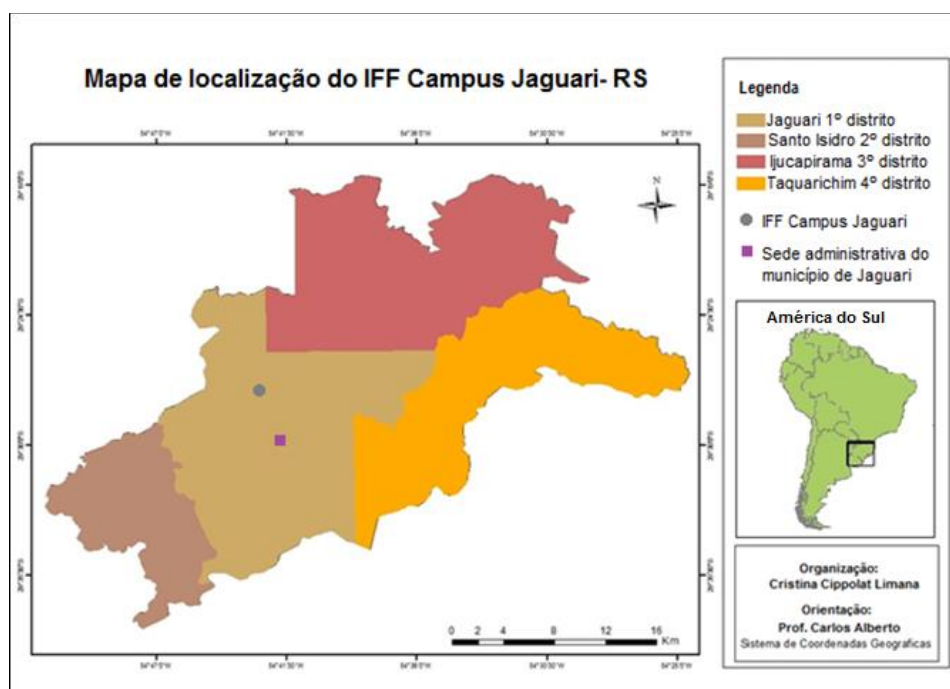 Mapa de localização do IFF Campus Jaguari- RS
Legenda
Jaguari 1º distrito
Santo Isidro 2º distrito
Ijucapirama 3º distrito
Taquarichim 4º distrito
IFF Campus Jaguari
Sede administrativa do
município de Jaguari
N
América do Sul
0 2 4 8 12 16
Km
Organização:
Cristina Cippolat Limana
Orientação:
Prof. Carlos Alberto
Sistema de Coordenadas Geograficas